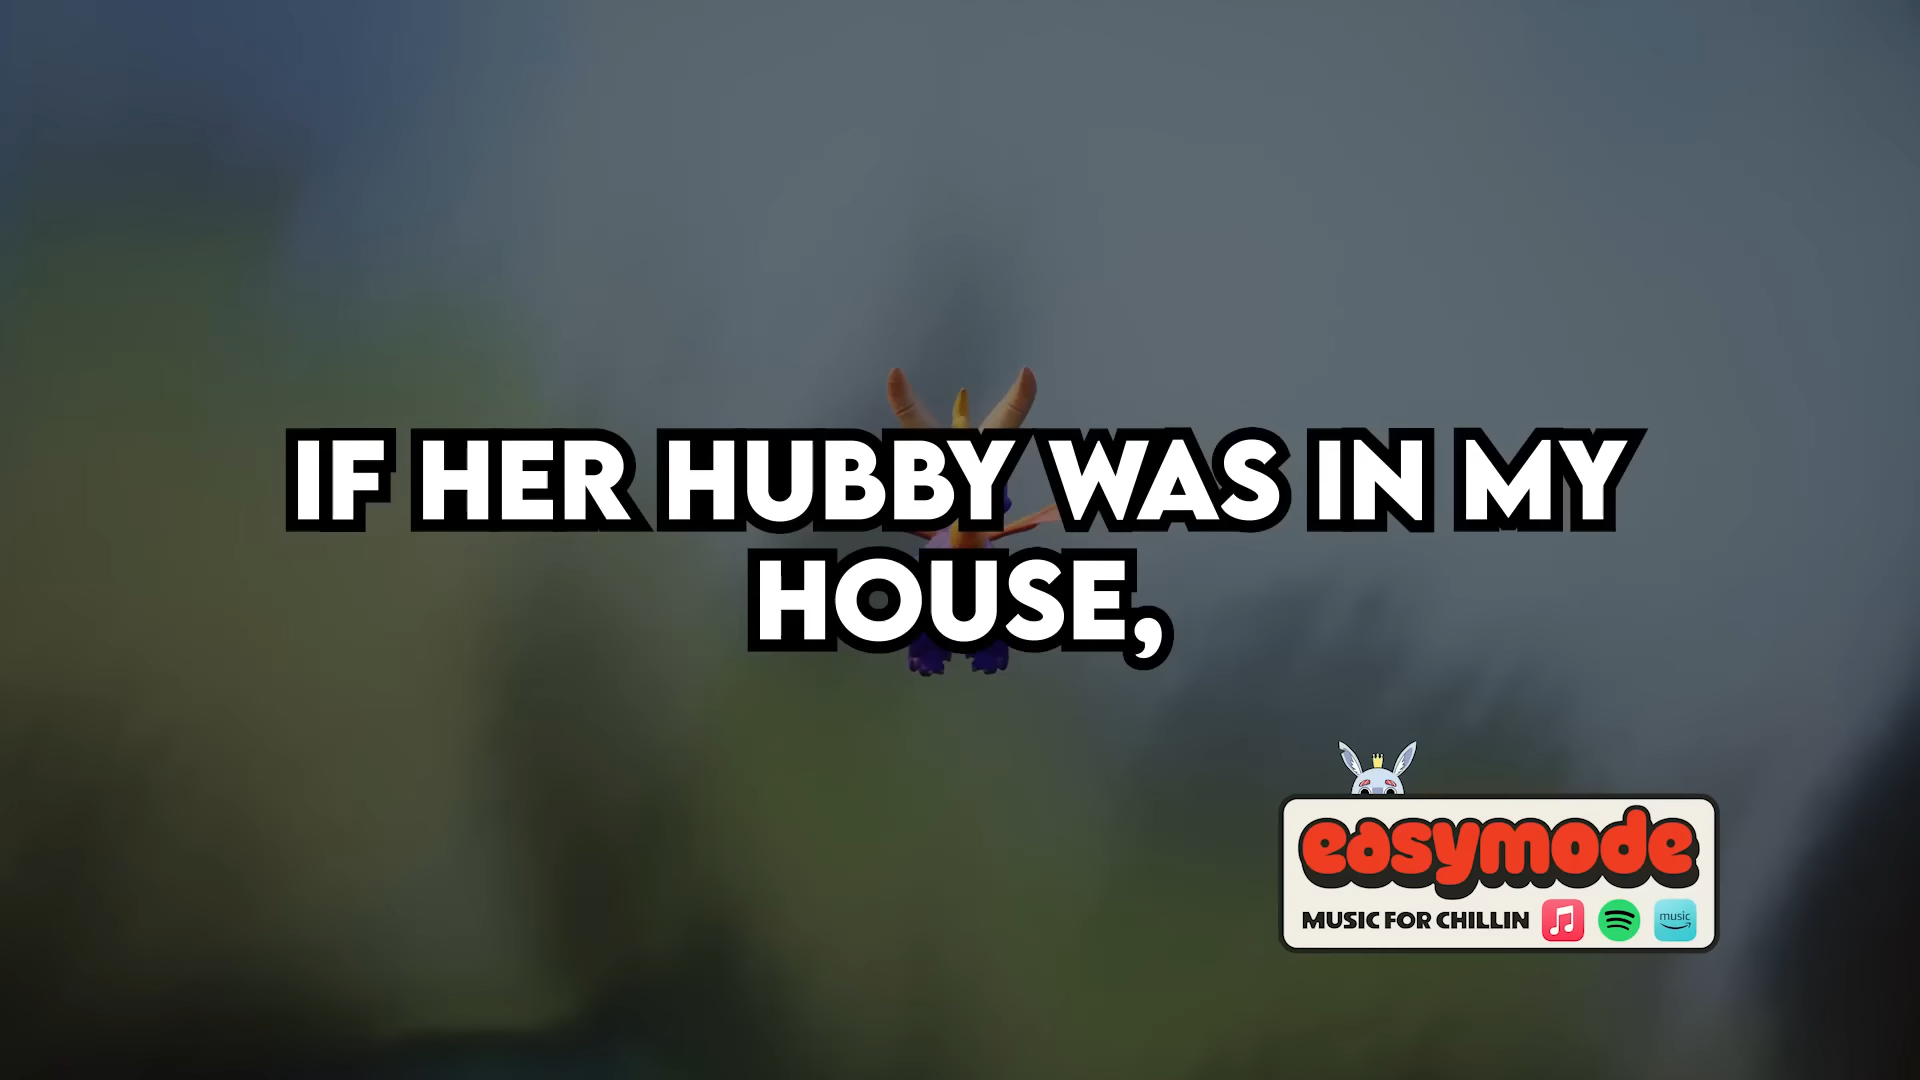 IF HER HUBBY WAS IN MY
HOUSE,
easymode
MUSIC FOR CHILLIN
music